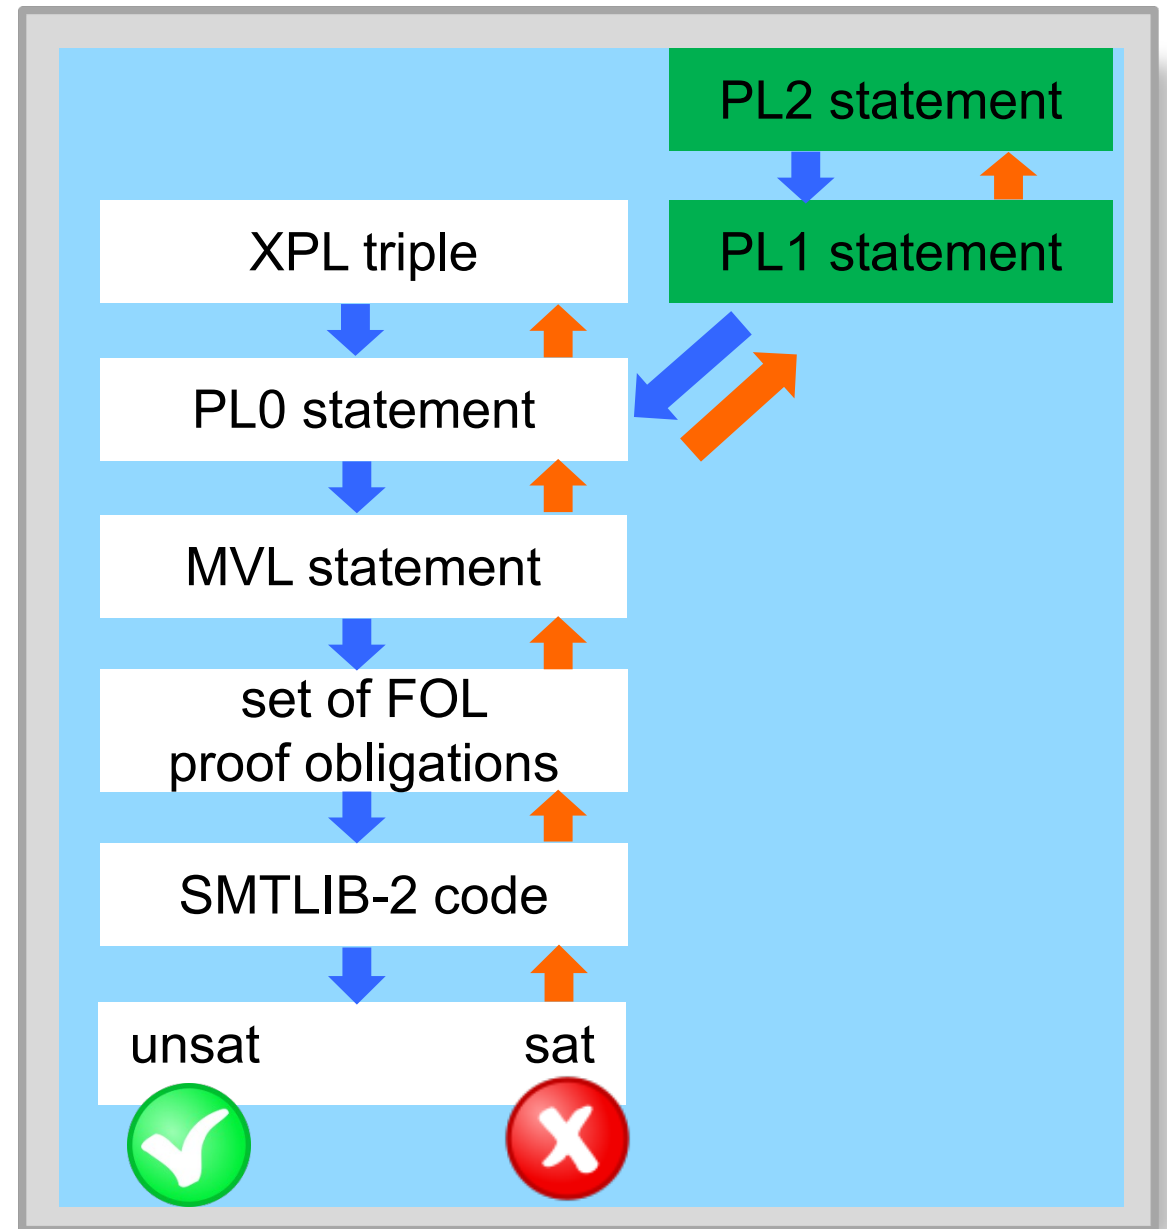 PL2 statement
XPL triple
PL1 statement
PL0 statement
MVL statement
set of FOL
proof obligations
SMTLIB-2 code
unsat
sat